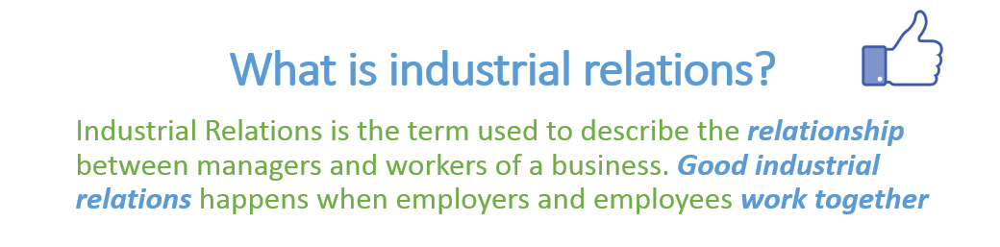 What is industrial relations?
Industrial Relations is the term used to describe the relationship
between managers and workers of a business. Good industrial
relations happens when employers and employees work together